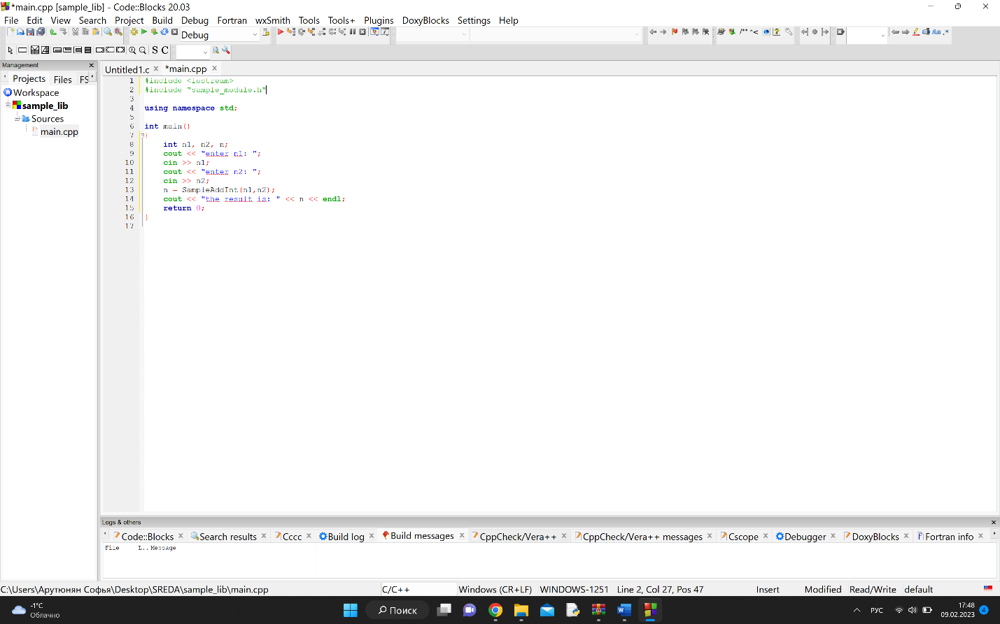 *main.cpp [sample_lib] - Code::Blocks 20.03
File Edit View Search Project Build Debug Fortran wxSmith Tools Tools+ Plugins DoxyBlocks Settings Help
Debug
/** *<
Aa .*
S C
Management
Projects Files FS
Workspace
sample_lib
Sources
main.cpp
Untitled1.c *main.cpp
1 #include <iostream>
2 #include "sample_module.h"
3
4 using namespace std;
5
6 int main()
7 {
8 int n1, n2, n;
9 cout << "enter n1: ";
10 cin >> n1;
11 cout << "enter n2: ";
12 cin >> n2;
13 n = SampleAddInt(n1,n2);
14 cout << "the result is: " << n << endl;
15 return 0;
16 }
17
Logs & others
Code::Blocks Search results Cccc Build log Build messages CppCheck/Vera++ CppCheck/Vera++ messages Cscope Debugger DoxyBlocks Fortran info
File L.. Message
C:\Users\Арутюнян Софья\Desktop\SREDA\sample_lib\main.cpp C/C++ Windows (CR+LF) WINDOWS-1251 Line 2, Col 27, Pos 47 Insert Modified Read/Write default
-1°C
Облачно
Поиск
РУС
17:48
09.02.2023
4